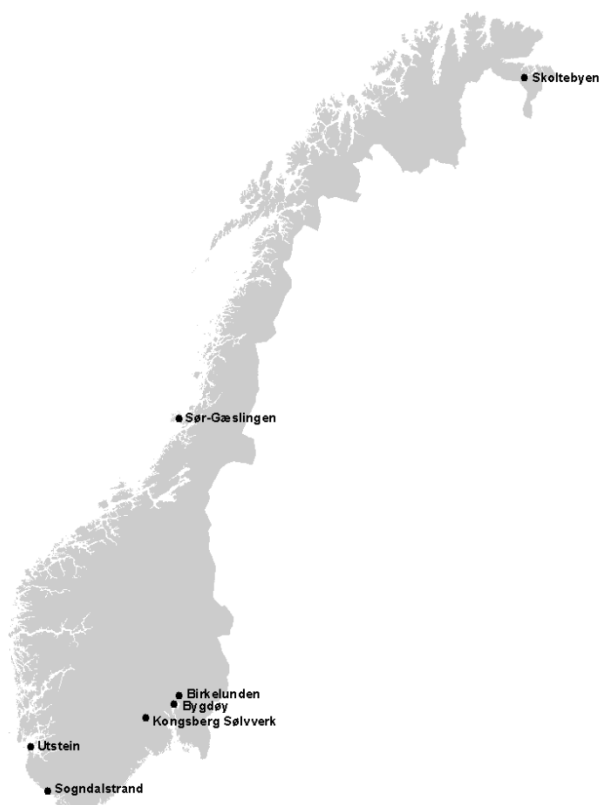 Skoltebyen
Sør-Gæslingen
Birkelunden
Bygdøy
Kongsberg Sølvverk
Utstein
Sogndalstrand